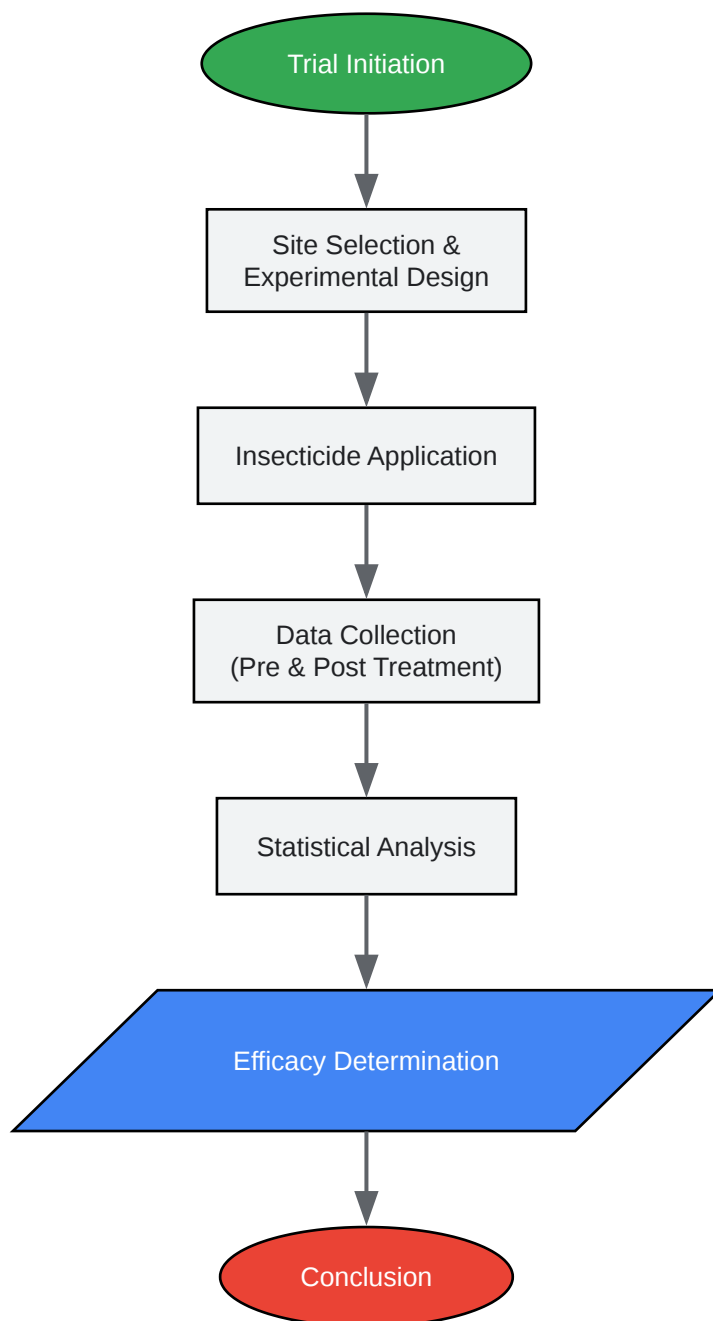 Trial Initiation
Site Selection &
Experimental Design
Insecticide Application
Data Collection
(Pre & Post Treatment)
Statistical Analysis
Efficacy Determination
Conclusion